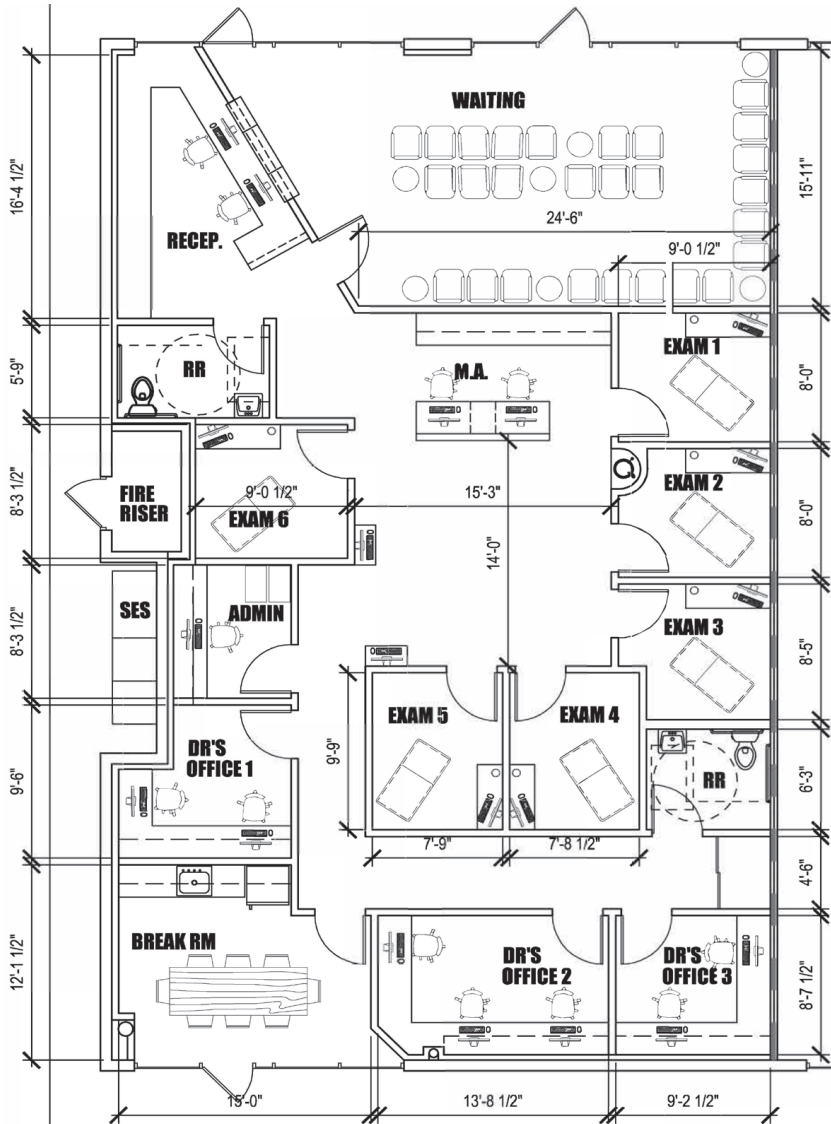 WAITING
16'-4 1/2"
15'-11"
24'-6"
RECEP.
9'-0 1/2"
EXAM 1
RR
M.A.
5'-9"
8'-0"
FIRE
RISER
9'-0 1/2"
EXAM 6
15'-3"
EXAM 2
8'-3 1/2"
8'-0"
14'-0"
SES
ADMIN
EXAM 3
8'-3 1/2"
8'-5"
EXAM 5
EXAM 4
DR'S
OFFICE 1
9'-9"
RR
9'-6"
6'-3"
7'-9"
7'-8 1/2"
4'-6"
BREAK RM
DR'S
OFFICE 2
DR'S
OFFICE 3
12'-1 1/2"
8'-7 1/2"
15'-0"
13'-8 1/2"
9'-2 1/2"